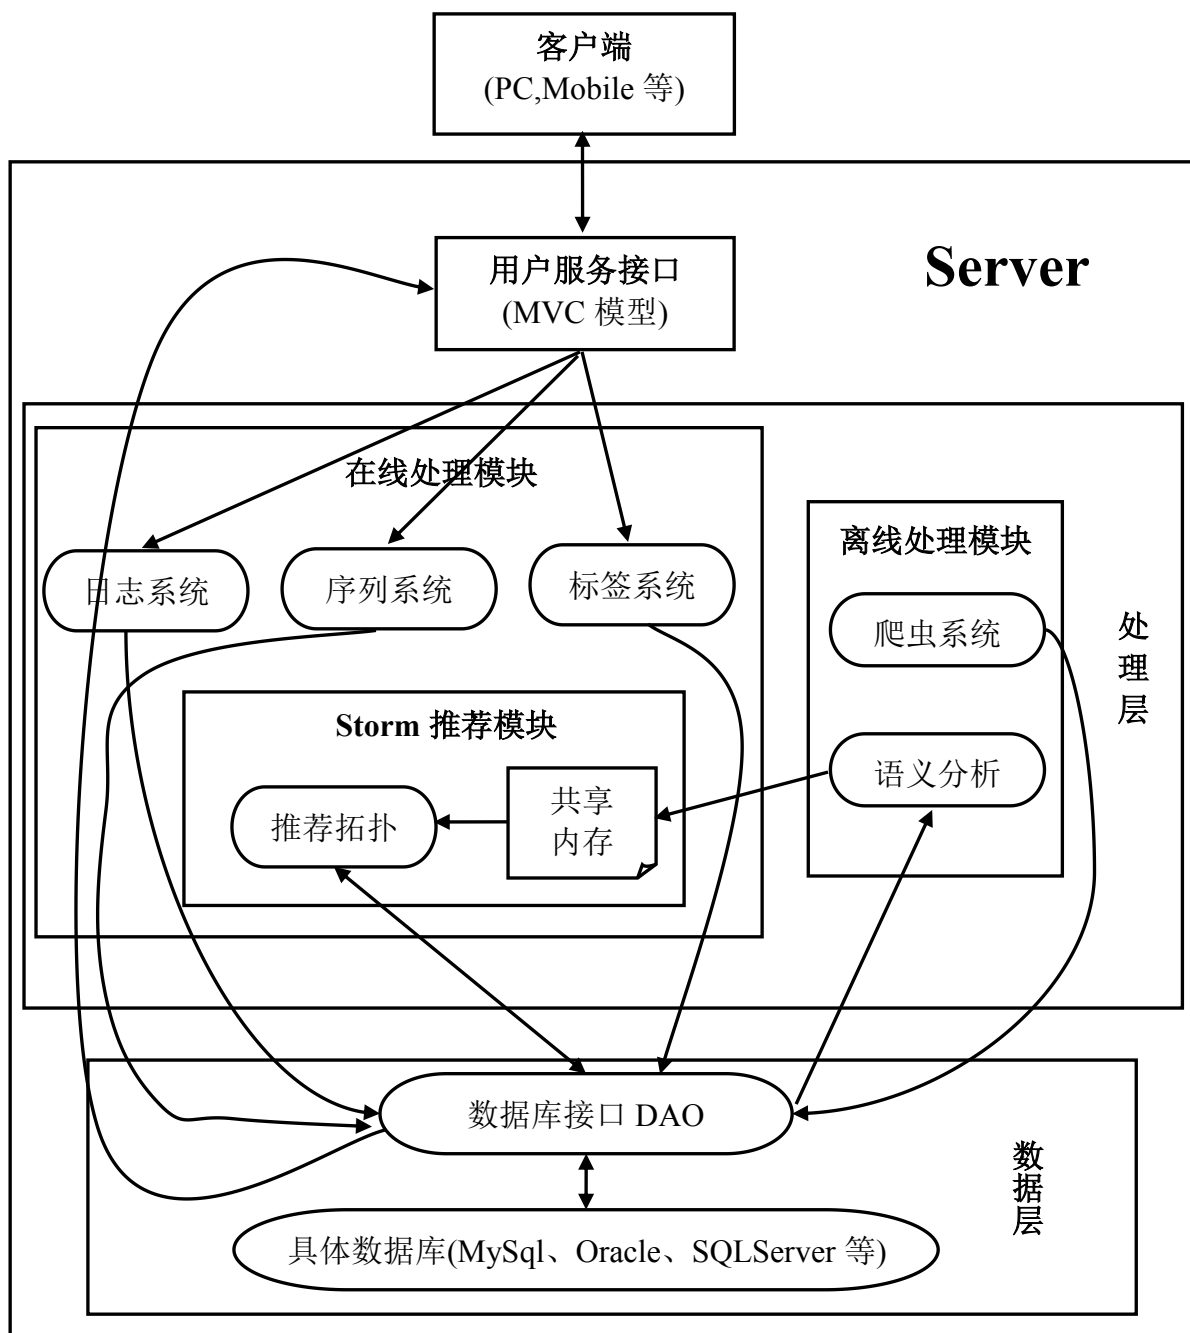 客户端
(PC,Mobile 等)
Server
用户服务接口
(MVC 模型)
在线处理模块
离线处理模块
日志系统
序列系统
标签系统
爬虫系统
处
理
层
Storm 推荐模块
语义分析
共享
内存
推荐拓扑
数据库接口 DAO
数
据
层
具体数据库(MySql、Oracle、SQLServer 等)